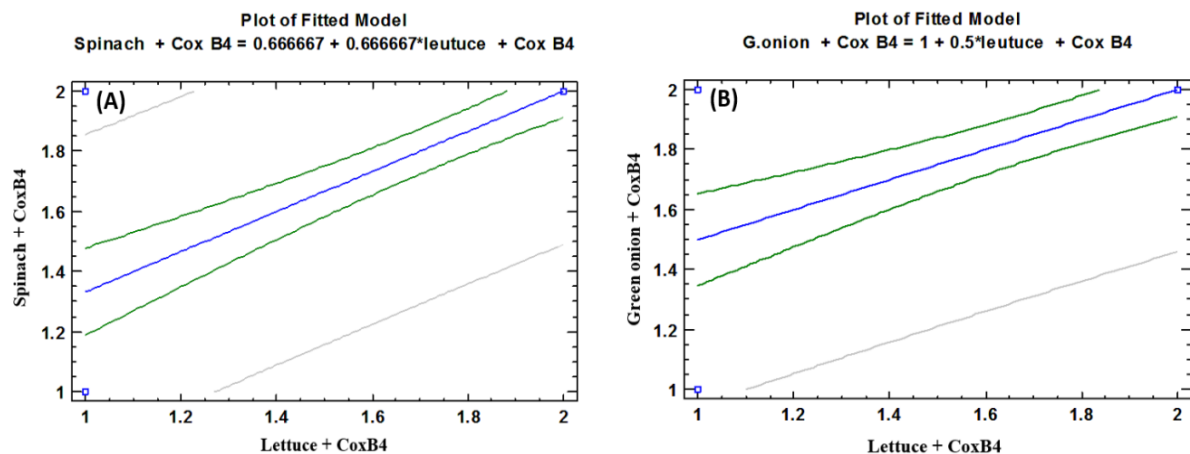 Plot of Fitted Model
Spinach + Cox B4 = 0.666667 + 0.666667*leutuce + Cox B4
(A)
2
1.8
1.6
1.4
1.2
1
Spinach + CoxB4
1 1.2 1.4 1.6 1.8 2
Lettuce + CoxB4
Plot of Fitted Model
G.onion + Cox B4 = 1 + 0.5*leutuce + Cox B4
(B)
2
1.8
1.6
1.4
1.2
1
Green onion + CoxB4
1 1.2 1.4 1.6 1.8 2
Lettuce + CoxB4